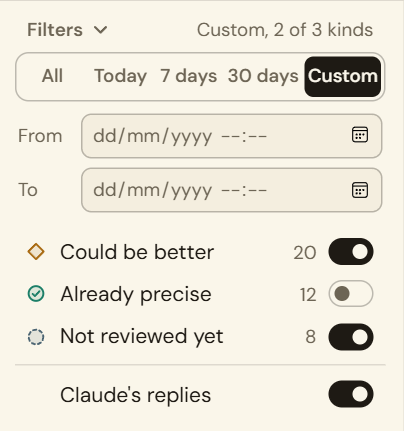 Filters Custom, 2 of 3 kinds
All Today 7 days 30 days Custom
From dd/mm/yyyy --:--
To dd/mm/yyyy --:--
Could be better 20
Already precise 12
Not reviewed yet 8
Claude's replies